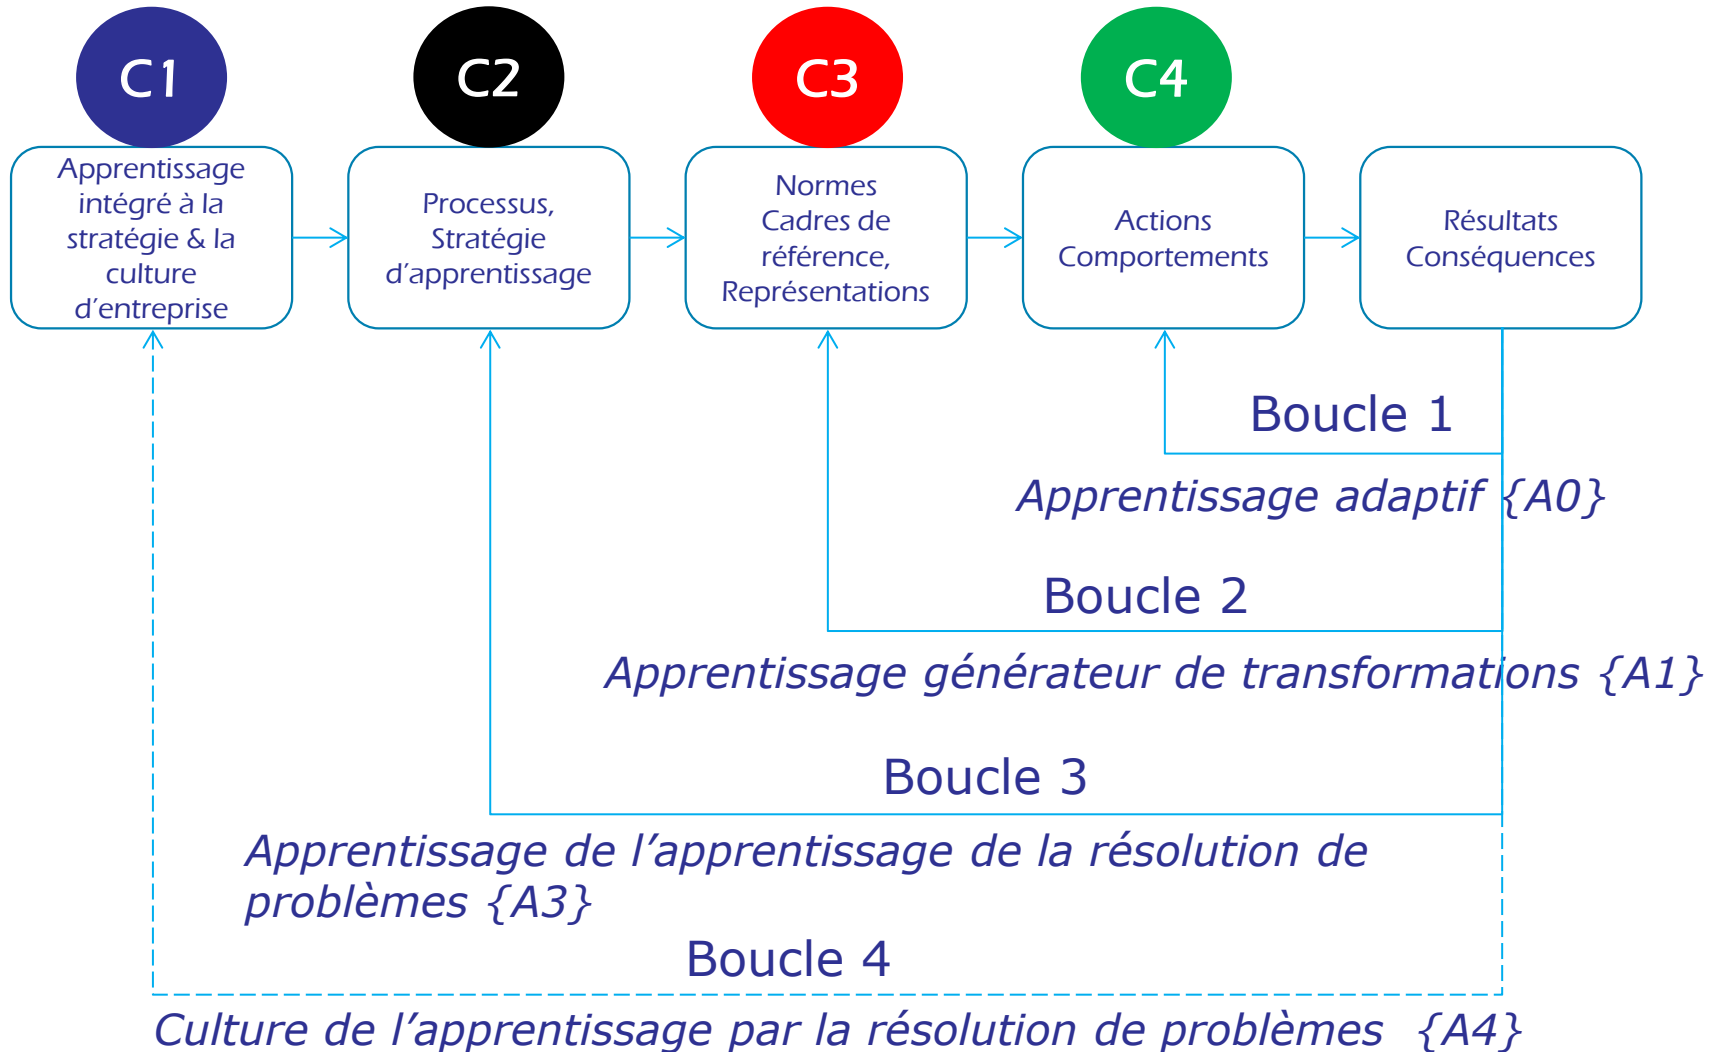 C1
C2
C3
C4
Apprentissage
intégré à la
stratégie & la
culture
d’entreprise
Processus,
Stratégie
d’apprentissage
Normes
Cadres de
référence,
Représentations
Actions
Comportements
Résultats
Conséquences
Boucle 1
Apprentissage adaptif {A0}
Boucle 2
Apprentissage générateur de transformations {A1}
Boucle 3
Apprentissage de l’apprentissage de la résolution de
problèmes {A3}
Boucle 4
Culture de l’apprentissage par la résolution de problèmes {A4}